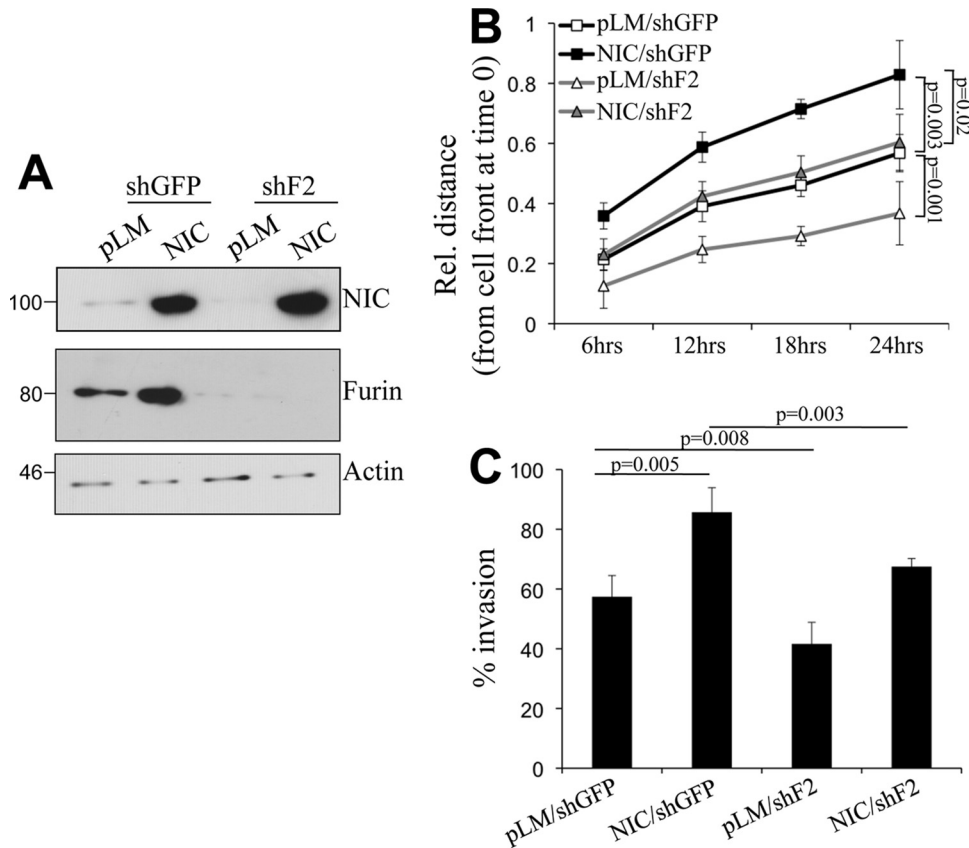 A
shGFP shF2
pLM NIC pLM NIC
100 NIC
80 Furin
46 Actin
B
pLM/shGFP
NIC/shGFP
pLM/shF2
NIC/shF2
Rel. distance
(from cell front at time 0)
1
0.8
0.6
0.4
0.2
0
6hrs 12hrs 18hrs 24hrs
p=0.02
p=0.003
p=0.001
C
p=0.003
p=0.008
p=0.005
% invasion
100
80
60
40
20
0
pLM/shGFP NIC/shGFP pLM/shF2 NIC/shF2